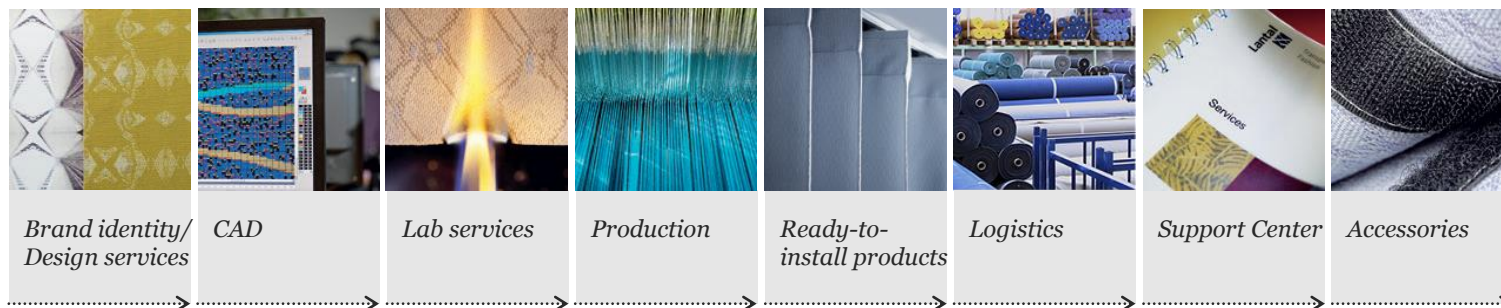 Lantal
Services
Brand identity/
Design services
CAD
Lab services
Production
Ready-to-
install products
Logistics
Support Center
Accessories